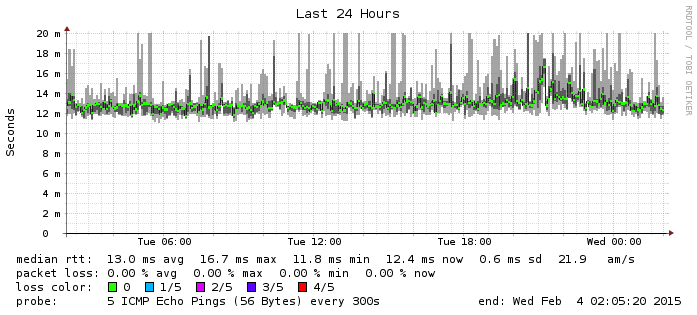 Last 24 Hours
RRDTOOL / TOBI OETIKER
Seconds
20 m
18 m
16 m
14 m
12 m
10 m
8 m
6 m
4 m
2 m
0
Tue 06:00 Tue 12:00 Tue 18:00 Wed 00:00
median rtt: 13.0 ms avg 16.7 ms max 11.8 ms min 12.4 ms now 0.6 ms sd 21.9 am/s
packet loss: 0.00 % avg 0.00 % max 0.00 % min 0.00 % now
loss color: 0 1/5 2/5 3/5 4/5
probe: 5 ICMP Echo Pings (56 Bytes) every 300s end: Wed Feb 4 02:05:20 2015